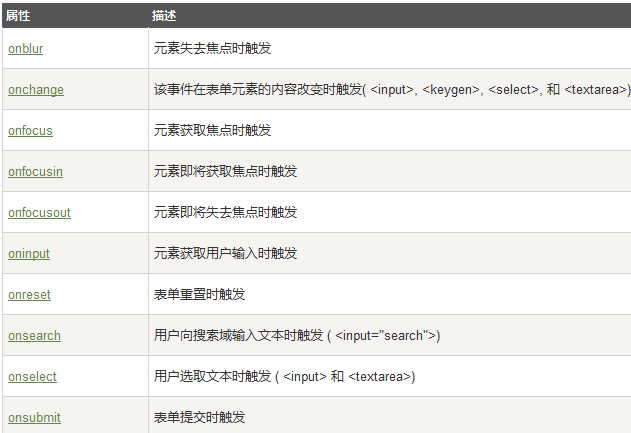 属性 描述
onblur 元素失去焦点时触发
onchange 该事件在表单元素的内容改变时触发( <input>, <keygen>, <select>, 和 <textarea>)
onfocus 元素获取焦点时触发
onfocusin 元素即将获取焦点时触发
onfocusout 元素即将失去焦点时触发
oninput 元素获取用户输入时触发
onreset 表单重置时触发
onsearch 用户向搜索域输入文本时触发 ( <input="search">)
onselect 用户选取文本时触发 ( <input> 和 <textarea>)
onsubmit 表单提交时触发